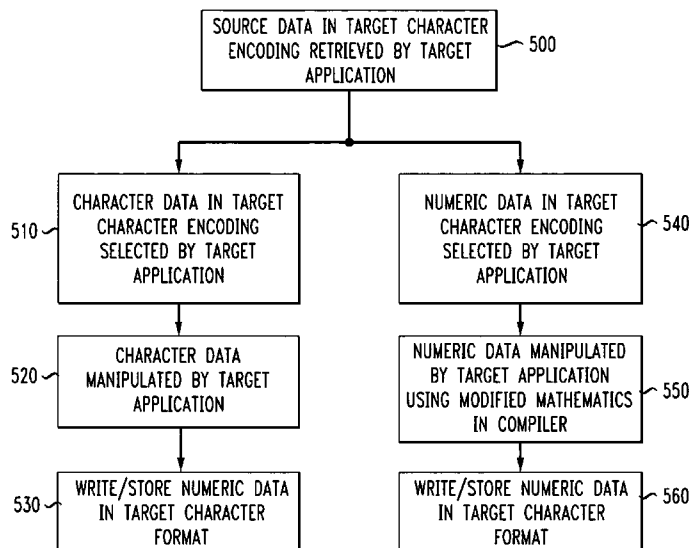 SOURCE DATA IN TARGET CHARACTER
ENCODING RETRIEVED BY TARGET
APPLICATION
500
CHARACTER DATA IN TARGET
CHARACTER ENCODING
SELECTED BY TARGET
APPLICATION
510
NUMERIC DATA IN TARGET
CHARACTER ENCODING
SELECTED BY TARGET
APPLICATION
540
CHARACTER DATA
MANIPULATED BY TARGET
APPLICATION
520
NUMERIC DATA MANIPULATED
BY TARGET APPLICATION
USING MODIFIED MATHEMATICS
IN COMPILER
550
WRITE/STORE NUMERIC DATA
IN TARGET CHARACTER
FORMAT
530
WRITE/STORE NUMERIC DATA
IN TARGET CHARACTER
FORMAT
560